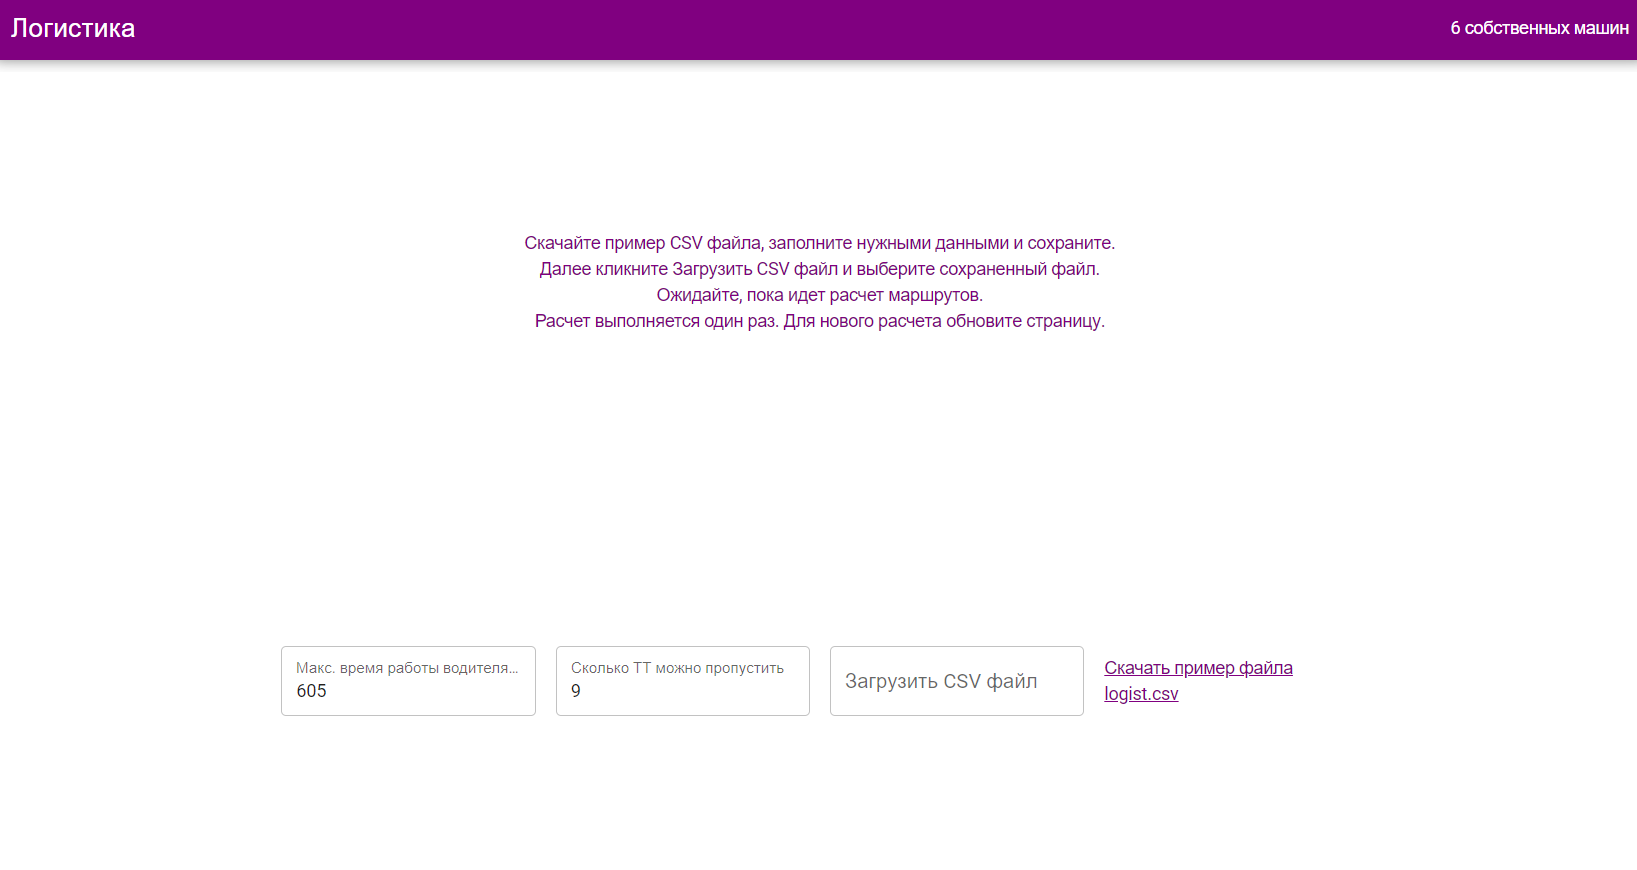 Логистика
6 собственных машин
Скачайте пример CSV файла, заполните нужными данными и сохраните.
Далее кликните Загрузить CSV файл и выберите сохраненный файл.
Ожидайте, пока идет расчет маршрутов.
Расчет выполняется один раз. Для нового расчета обновите страницу.
Макс. время работы водителя...
605
Сколько ТТ можно пропустить
9
Загрузить CSV файл
Скачать пример файла
logist.csv